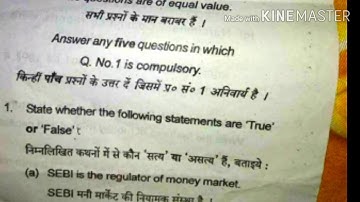 questions are of equal value.
सभी प्रश्नों के मान बराबर हैं ।
Made with KINEMASTER
Answer any five questions in which
Q. No.1 is compulsory.
किन्हीं पाँच प्रश्नों के उत्तर दें जिसमें प्र० सं० 1 अनिवार्य है ।
1. State whether the following statements are 'True'
or 'False'
निम्नलिखित कथनों में से कौन 'सत्य' या 'असत्य' हैं, बताइये :
(a) SEBI is the regulator of money market.
SEBI मनी मार्केट की नियामक संस्था है ।